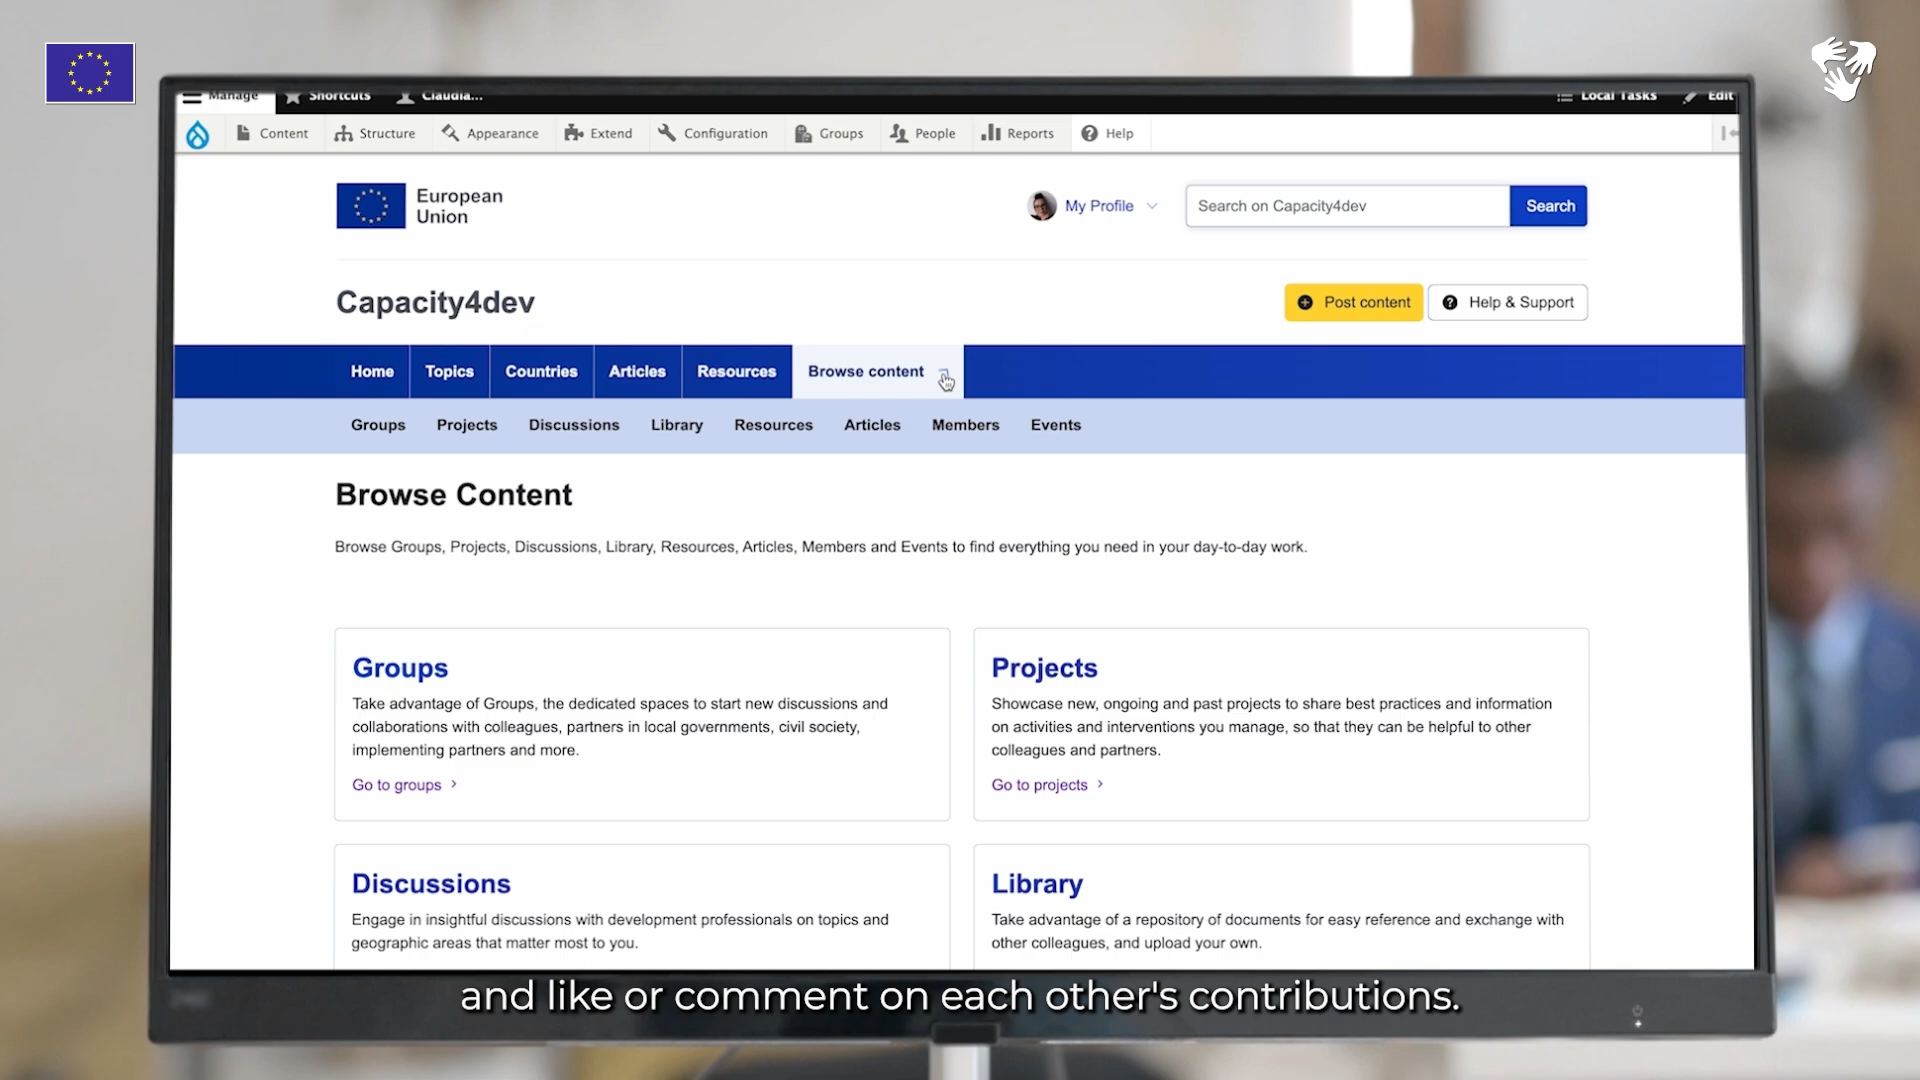 Manage Shortcuts Claudia... Local Tasks Edit
Content Structure Appearance Extend Configuration Groups People Reports Help
European
Union
My Profile Search on Capacity4dev Search
Capacity4dev
Post content Help & Support
Home Topics Countries Articles Resources Browse content
Groups Projects Discussions Library Resources Articles Members Events
Browse Content
Browse Groups, Projects, Discussions, Library, Resources, Articles, Members and Events to find everything you need in your day-to-day work.
Groups
Take advantage of Groups, the dedicated spaces to start new discussions and
collaborations with colleagues, partners in local governments, civil society,
implementing partners and more.
Go to groups
Projects
Showcase new, ongoing and past projects to share best practices and information
on activities and interventions you manage, so that they can be helpful to other
colleagues and partners.
Go to projects
Discussions
Engage in insightful discussions with development professionals on topics and
geographic areas that matter most to you.
Library
Take advantage of a repository of documents for easy reference and exchange with
other colleagues, and upload your own.
and like or comment on each other's contributions.